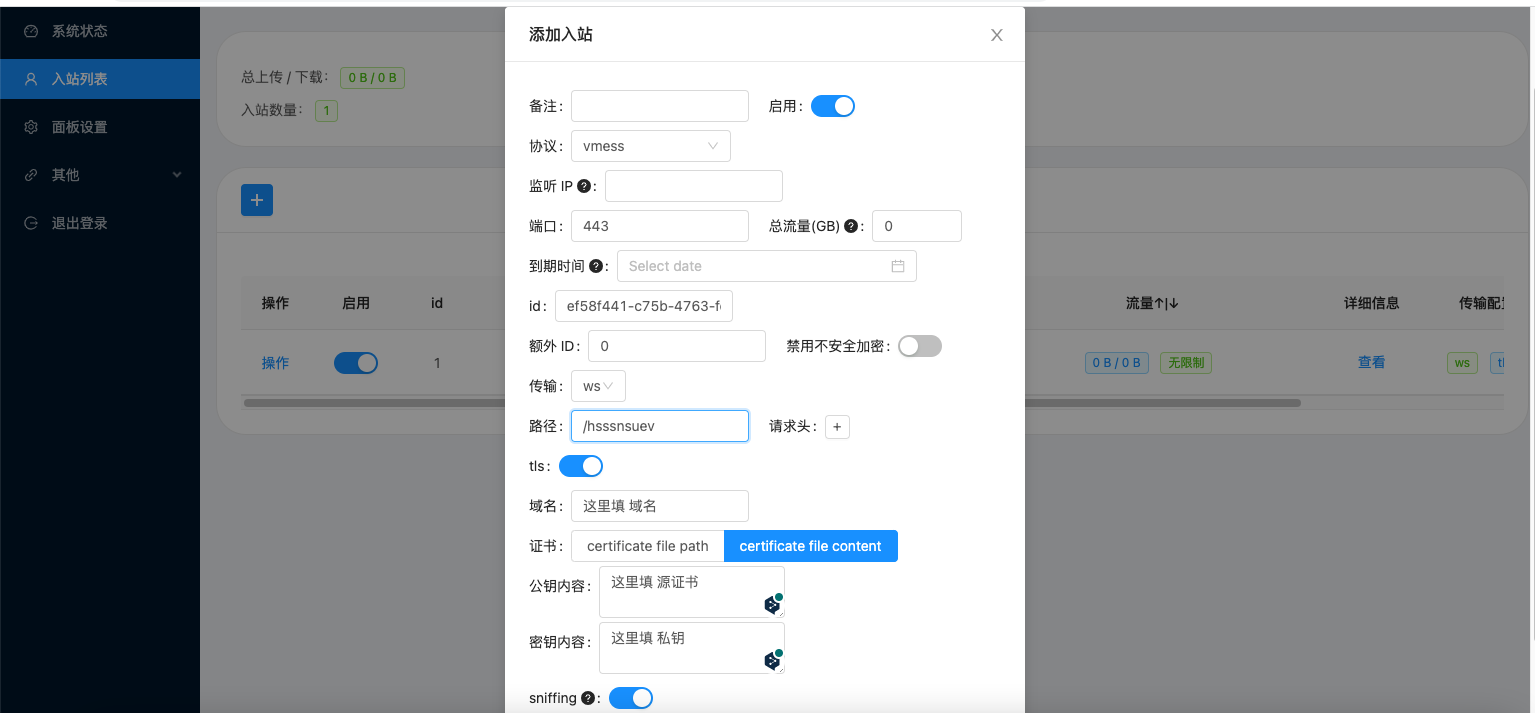 系统状态
入站列表
面板设置
其他
退出登录
总上传 / 下载: 0 B / 0 B
入站数量: 1
+
操作 启用 id 流量↑|↓ 详细信息
操作 1 0 B / 0 B 无限制 查看 ws
添加入站
备注: 启用:
协议: vmess
监听 IP ?:
端口: 443 总流量(GB) ?: 0
到期时间 ?: Select date
id: ef58f441-c75b-4763-f
额外 ID: 0 禁用不安全加密:
传输: ws
路径: /hsssnsuev 请求头: +
tls:
域名: 这里填 域名
证书: certificate file path certificate file content
公钥内容: 这里填 源证书
密钥内容: 这里填 私钥
sniffing ?: